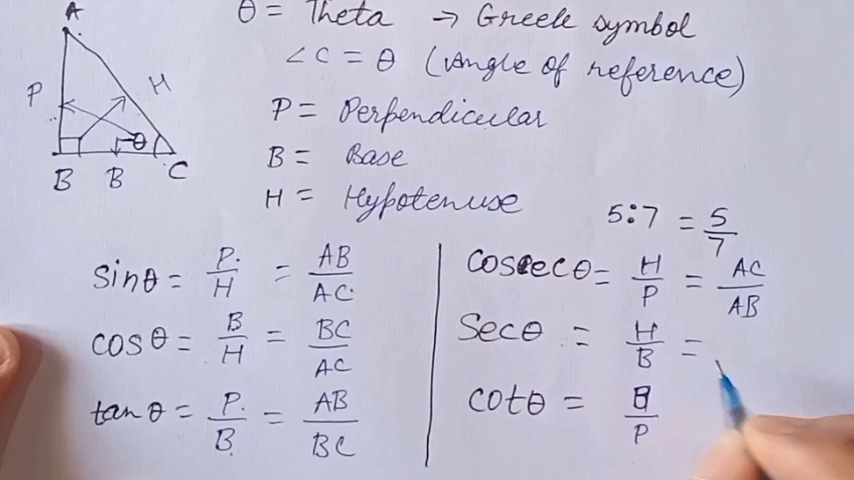 A
θ = Theta → Greek symbol
∠C = θ (Angle of reference)
P
H
P = Perpendicular
θ
B = Base
B B C
H = Hypotenuse
5:7 = 5/7
sinθ = P/H = AB/AC
cosθ = B/H = BC/AC
tanθ = P/B = AB/BC
cosecθ = H/P = AC/AB
secθ = H/B =
cotθ = B/P